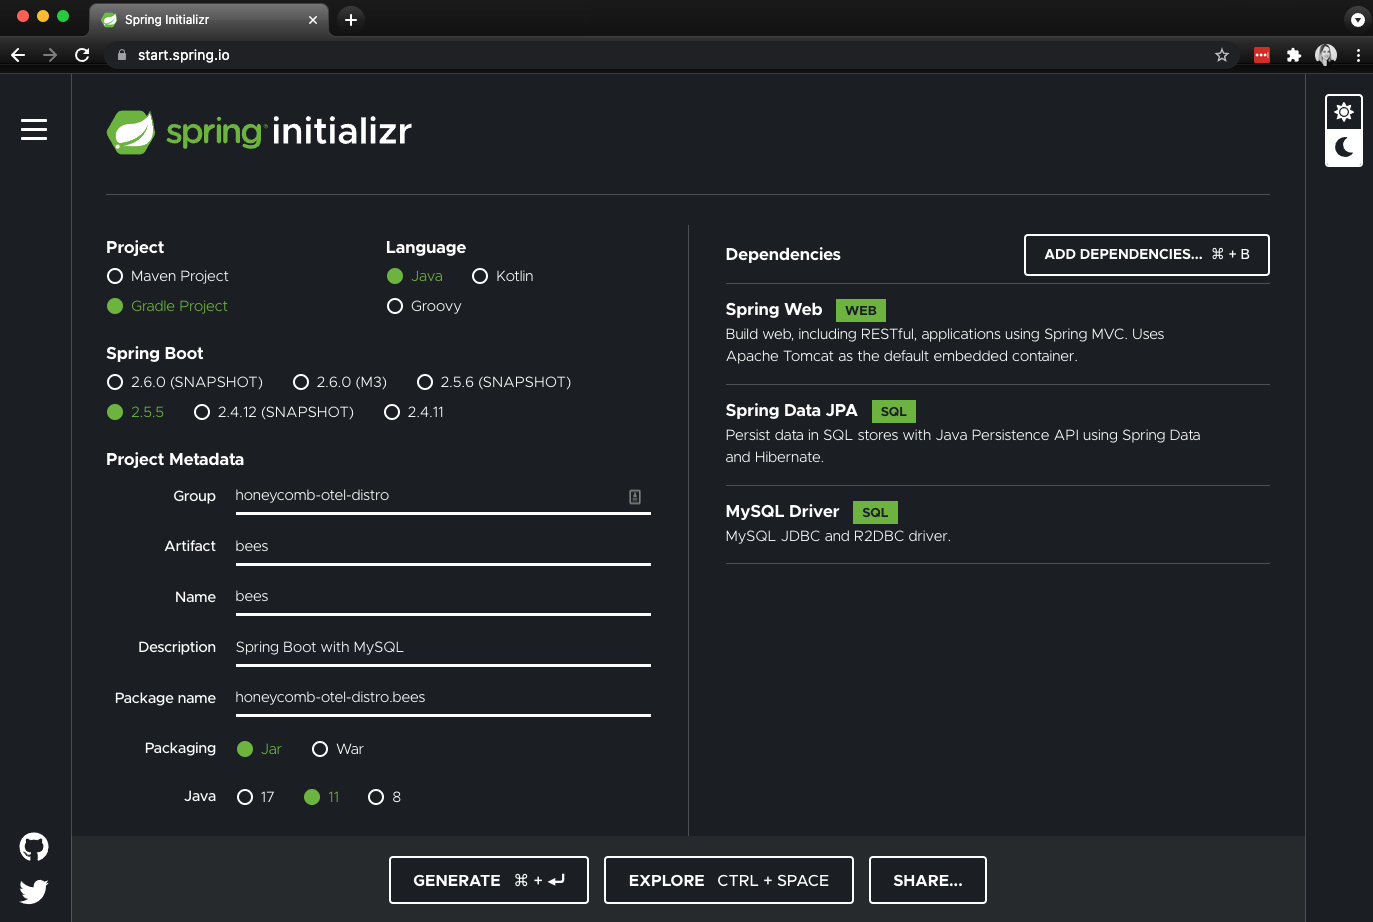 Spring Initializr
start.spring.io
spring initializr
Project
Maven Project
Gradle Project
Language
Java Kotlin
Groovy
Spring Boot
2.6.0 (SNAPSHOT) 2.6.0 (M3) 2.5.6 (SNAPSHOT)
2.5.5 2.4.12 (SNAPSHOT) 2.4.11
Project Metadata
Group honeycomb-otel-distro
Artifact bees
Name bees
Description Spring Boot with MySQL
Package name honeycomb-otel-distro.bees
Packaging Jar War
Java 17 11 8
Dependencies
ADD DEPENDENCIES... ⌘ + B
Spring Web WEB
Build web, including RESTful, applications using Spring MVC. Uses
Apache Tomcat as the default embedded container.
Spring Data JPA SQL
Persist data in SQL stores with Java Persistence API using Spring Data
and Hibernate.
MySQL Driver SQL
MySQL JDBC and R2DBC driver.
GENERATE ⌘ + ↵
EXPLORE CTRL + SPACE
SHARE...